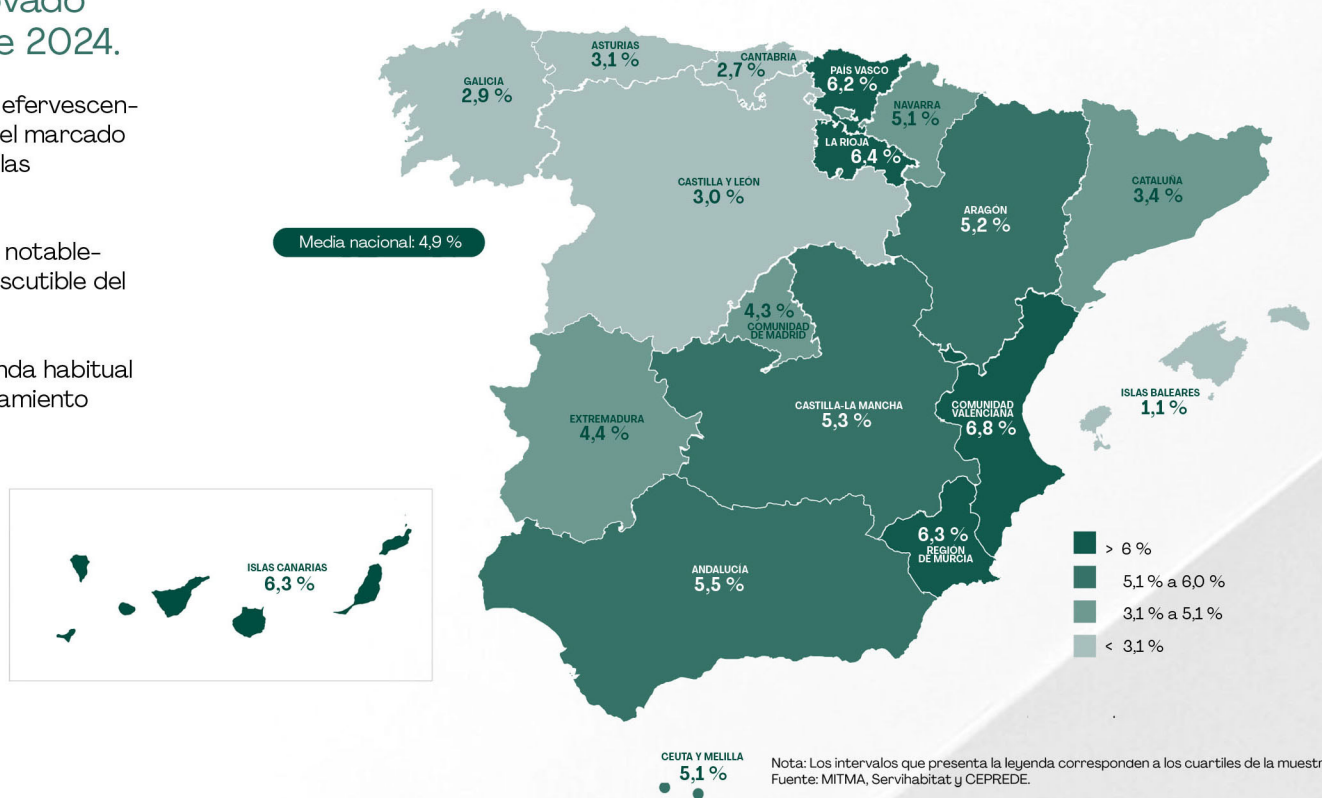 ovado
e 2024.
efervescen-
el marcado
las
notable-
scutible del
nda habitual
amiento
Media nacional: 4,9 %
GALICIA
2,9 %
ASTURIAS
3,1 %
CANTABRIA
2,7 %
PAÍS VASCO
6,2 %
NAVARRA
5,1 %
LA RIOJA
6,4 %
CASTILLA Y LEÓN
3,0 %
ARAGÓN
5,2 %
CATALUÑA
3,4 %
4,3 %
COMUNIDAD
DE MADRID
EXTREMADURA
4,4 %
CASTILLA-LA MANCHA
5,3 %
COMUNIDAD
VALENCIANA
6,8 %
ISLAS BALEARES
1,1 %
ANDALUCÍA
5,5 %
6,3 %
REGIÓN
DE MURCIA
ISLAS CANARIAS
6,3 %
> 6 %
5,1 % a 6,0 %
3,1 % a 5,1 %
< 3,1 %
CEUTA Y MELILLA
5,1 %
Nota: Los intervalos que presenta la leyenda corresponden a los cuartiles de la muestr
Fuente: MITMA, Servihabitat y CEPREDE.